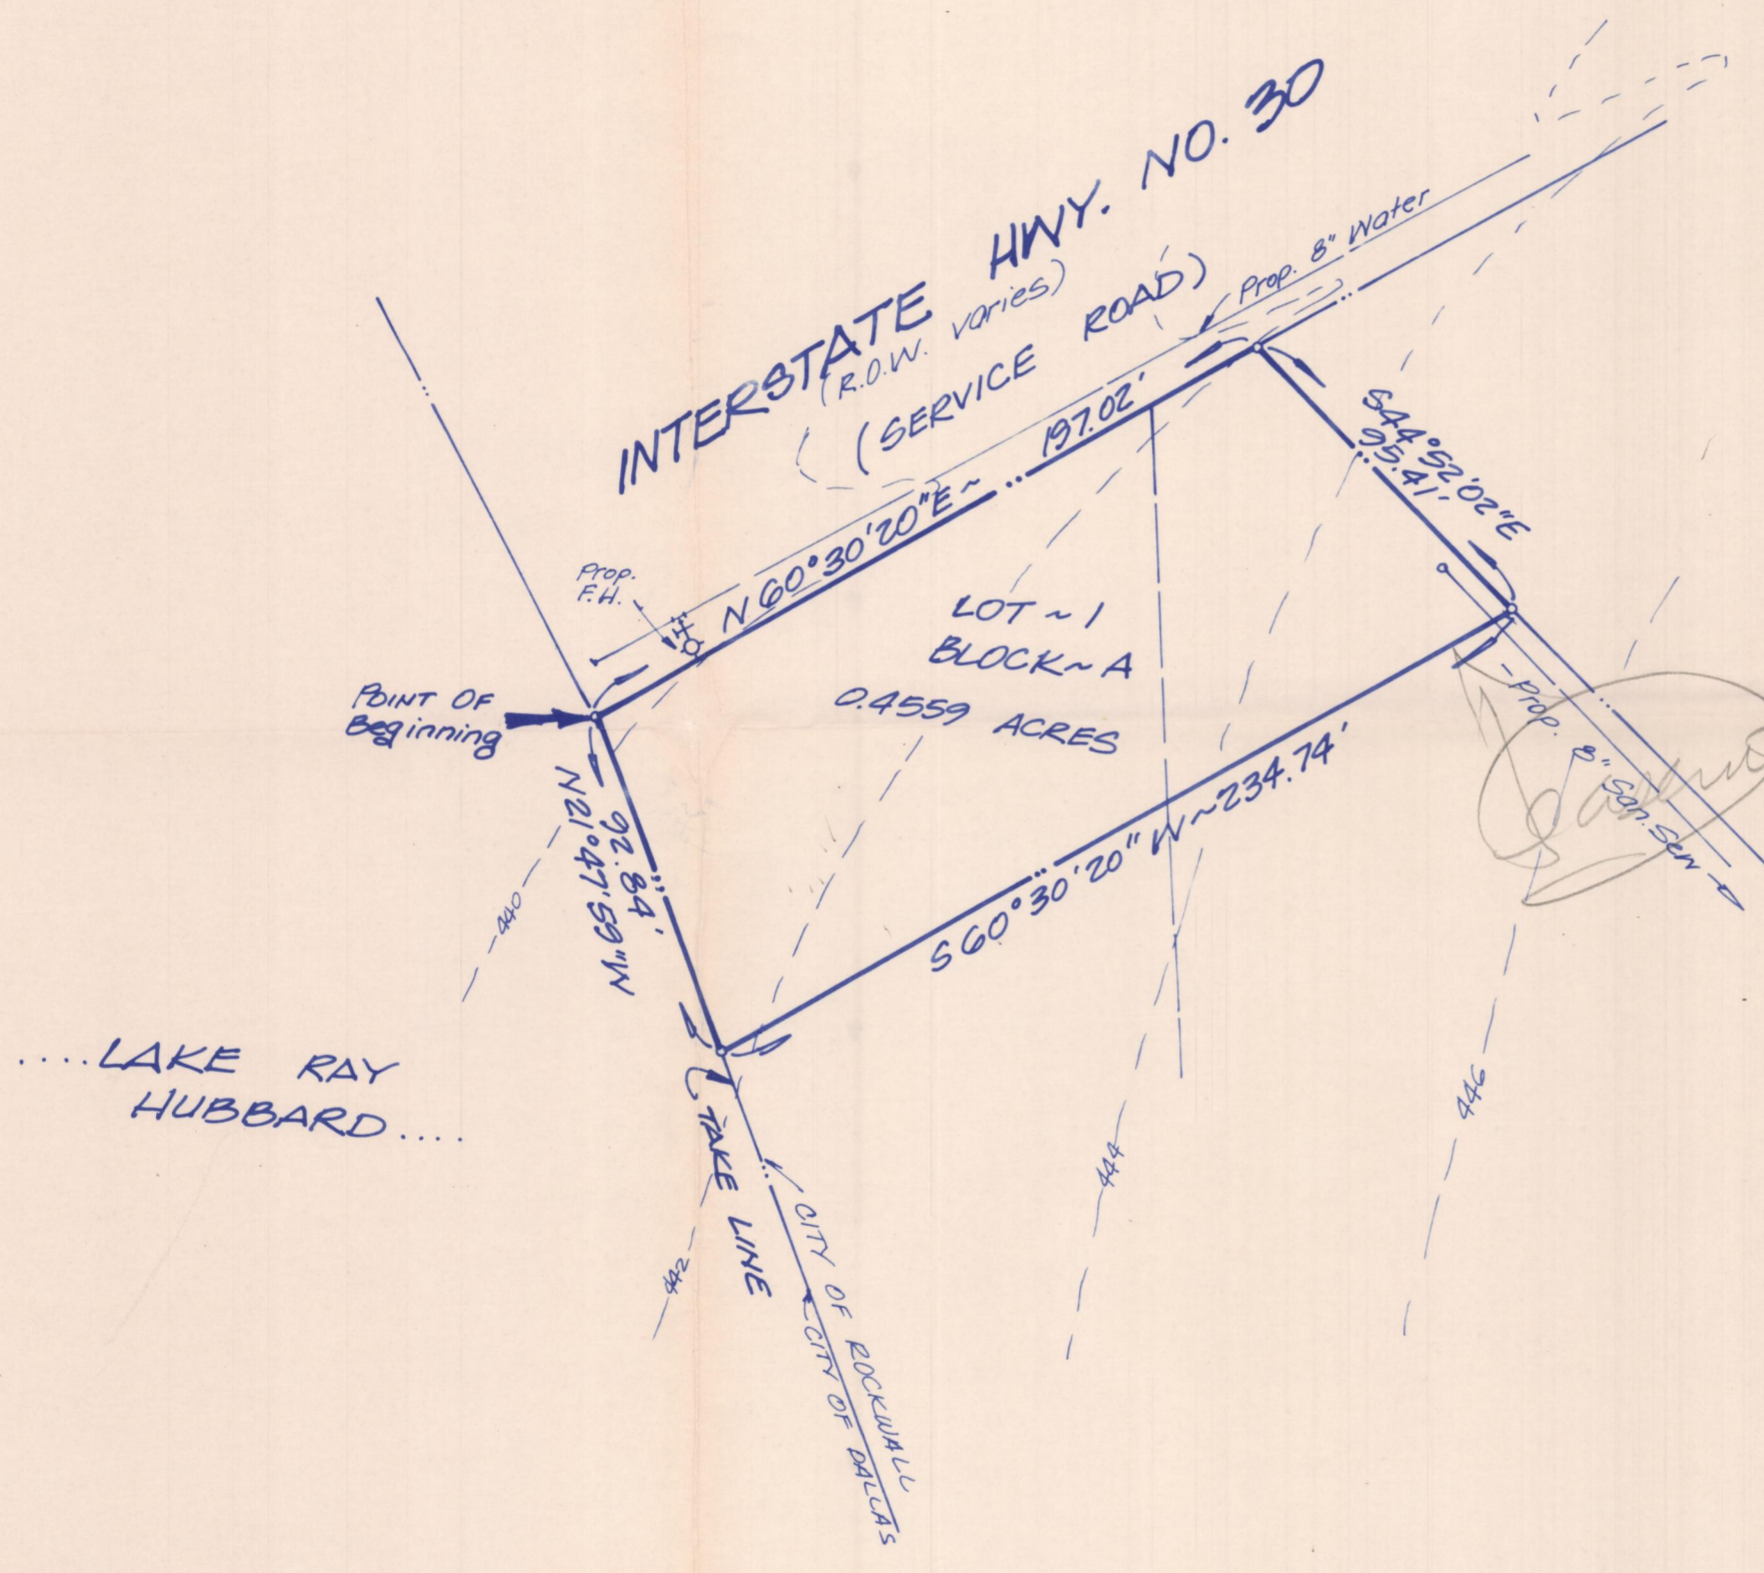 INTERSTATE HWY. NO. 30
(R.O.W. varies)
(SERVICE ROAD)
Prop. 8" Water
197.02'
N 60°30'20"E ~
S44°52'02"E
95.41'
Prop.
F.H.
4"
LOT ~ 1
BLOCK ~ A
0.4559 ACRES
POINT OF
Beginning
92.84'
N21°47'59"W
S 60°30'20" W ~ 234.74'
Prop. 8" San. Sew
440
....LAKE RAY
HUBBARD....
TAKE LINE
442
444
446
CITY OF ROCKWALL
CITY OF DALLAS